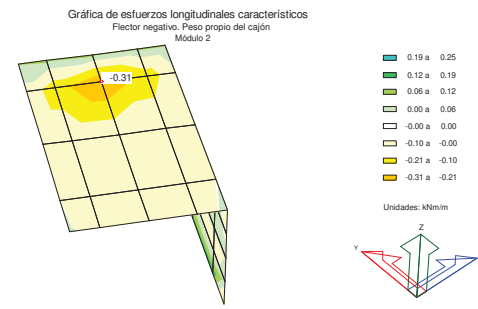 Gráfica de esfuerzos longitudinales característicos
Flector negativo. Peso propio del cajón
Módulo 2
-0.31
0.19 a 0.25
0.12 a 0.19
0.06 a 0.12
0.00 a 0.06
-0.00 a 0.00
-0.10 a -0.00
-0.21 a -0.10
-0.31 a -0.21
Unidades: kNm/m
Z
Y
X